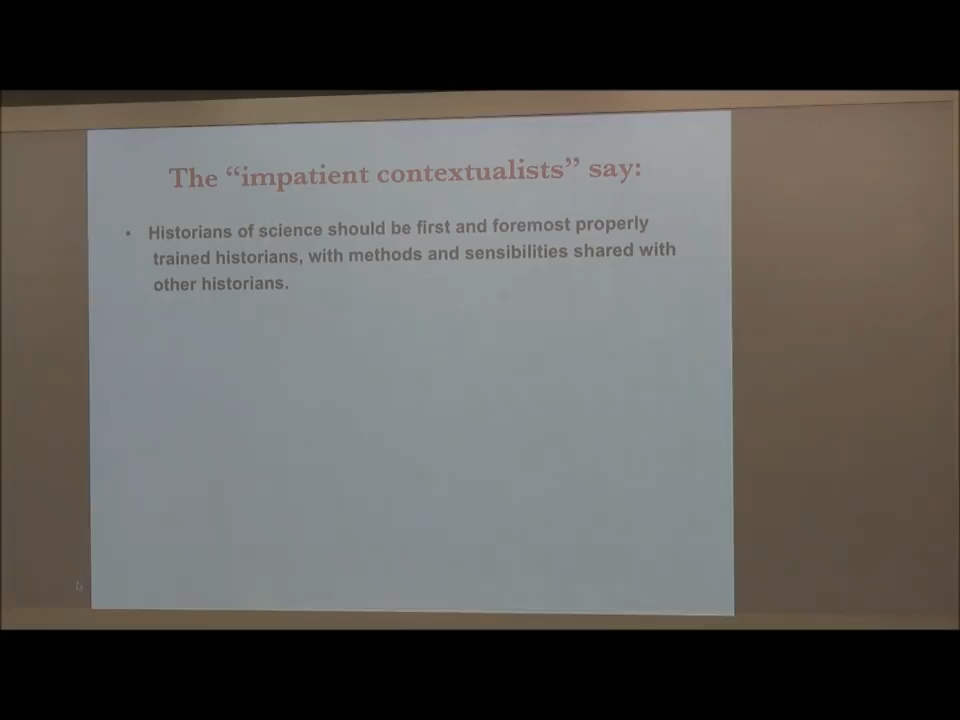 The “impatient contextualists” say:
• Historians of science should be first and foremost properly
trained historians, with methods and sensibilities shared with
other historians.